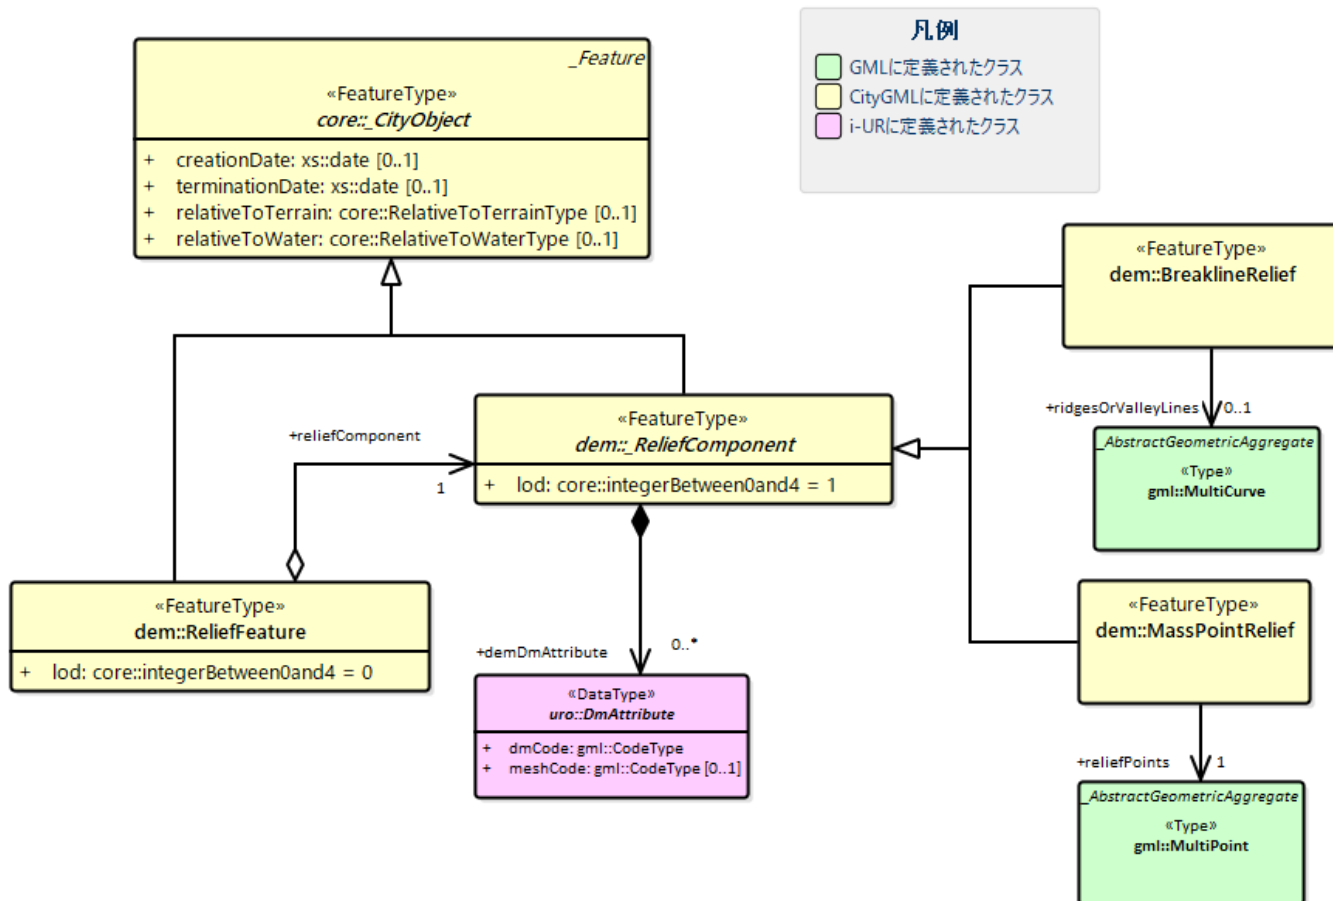 凡例
GMLに定義されたクラス
CityGMLに定義されたクラス
i-URに定義されたクラス
_Feature
«FeatureType»
core::_CityObject
+ creationDate: xs::date [0..1]
+ terminationDate: xs::date [0..1]
+ relativeToTerrain: core::RelativeToTerrainType [0..1]
+ relativeToWater: core::RelativeToWaterType [0..1]
«FeatureType»
dem::BreaklineRelief
+ridgesOrValleyLines
0..1
_AbstractGeometricAggregate
«Type»
gml::MultiCurve
«FeatureType»
dem::_ReliefComponent
+ lod: core::integerBetween0and4 = 1
+reliefComponent
1
«FeatureType»
dem::ReliefFeature
+ lod: core::integerBetween0and4 = 0
+demDmAttribute
0..*
«DataType»
uro::DmAttribute
+ dmCode: gml::CodeType
+ meshCode: gml::CodeType [0..1]
«FeatureType»
dem::MassPointRelief
+reliefPoints
1
_AbstractGeometricAggregate
«Type»
gml::MultiPoint